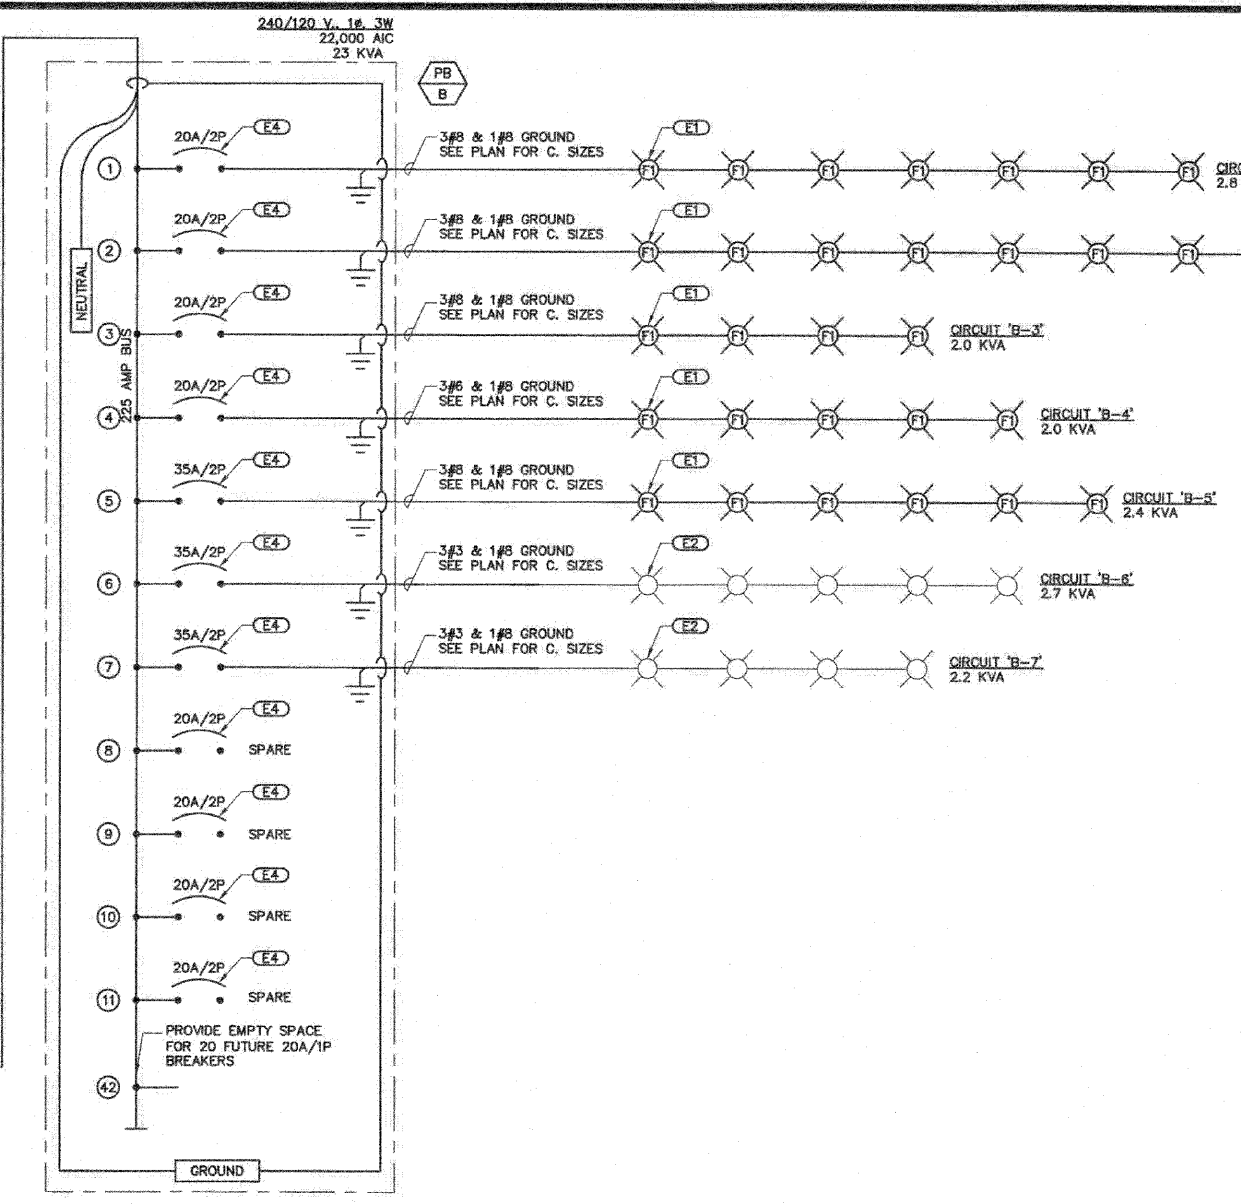 240/120 V., 1ø, 3W
22,000 AIC
23 KVA
PB
B
NEUTRAL
225 AMP BUS
1
20A/2P
E4
3#8 & 1#8 GROUND
SEE PLAN FOR C. SIZES
E1
F1 F1 F1 F1 F1 F1 F1
2.8
2
20A/2P
E4
3#8 & 1#8 GROUND
SEE PLAN FOR C. SIZES
E1
F1 F1 F1 F1 F1 F1 F1
3
20A/2P
E4
3#8 & 1#8 GROUND
SEE PLAN FOR C. SIZES
E1
F1 F1 F1 F1
CIRCUIT 'B-3'
2.0 KVA
4
20A/2P
E4
3#6 & 1#8 GROUND
SEE PLAN FOR C. SIZES
E1
F1 F1 F1 F1 F1
CIRCUIT 'B-4'
2.0 KVA
5
35A/2P
E4
3#8 & 1#8 GROUND
SEE PLAN FOR C. SIZES
E1
F1 F1 F1 F1 F1 F1
CIRCUIT 'B-5'
2.4 KVA
6
35A/2P
E4
3#3 & 1#8 GROUND
SEE PLAN FOR C. SIZES
E2
CIRCUIT 'B-6'
2.7 KVA
7
35A/2P
E4
3#3 & 1#8 GROUND
SEE PLAN FOR C. SIZES
E2
CIRCUIT 'B-7'
2.2 KVA
8
20A/2P
E4
SPARE
9
20A/2P
E4
SPARE
10
20A/2P
E4
SPARE
11
20A/2P
E4
SPARE
PROVIDE EMPTY SPACE
FOR 20 FUTURE 20A/1P
BREAKERS
42
GROUND